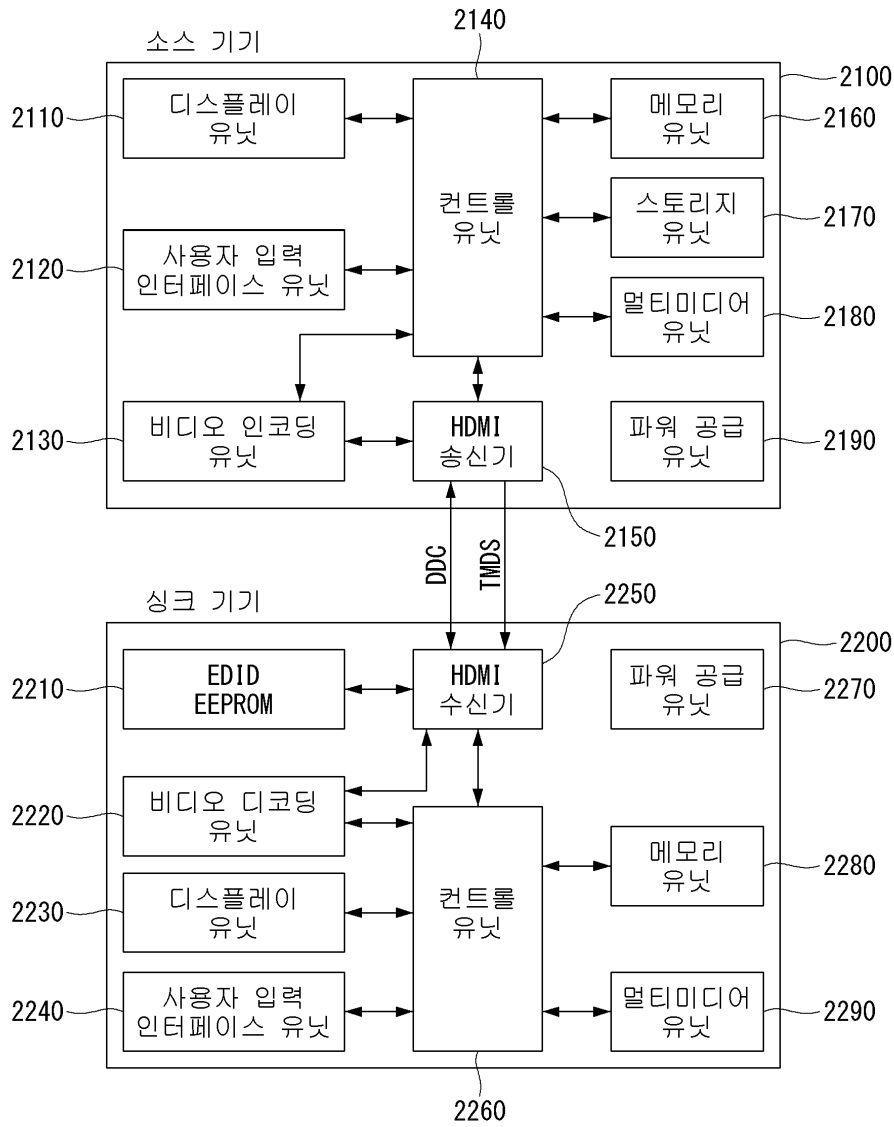 2140
소스 기기
2100
디스플레이
유닛
2110
메모리
유닛
2160
컨트롤
유닛
스토리지
유닛
2170
사용자 입력
인터페이스 유닛
2120
멀티미디어
유닛
2180
비디오 인코딩
유닛
2130
HDMI
송신기
파워 공급
유닛
2190
2150
DDC
TMDS
싱크 기기
2250
2200
EDID
EEPROM
2210
HDMI
수신기
파워 공급
유닛
2270
비디오 디코딩
유닛
2220
메모리
유닛
2280
디스플레이
유닛
2230
컨트롤
유닛
사용자 입력
인터페이스 유닛
2240
멀티미디어
유닛
2290
2260